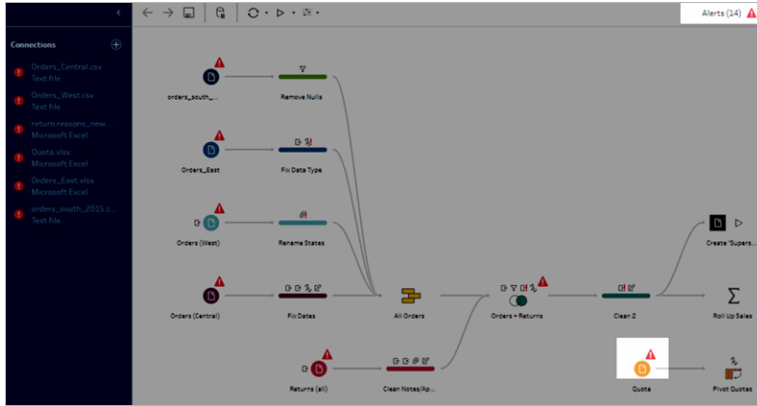 Alerts (14)
Connections
Orders_Central.csv
Text file
Orders_West.csv
Text file
return reasons_new...
Microsoft Excel
Quota.xlsx
Microsoft Excel
Orders_East.xlsx
Microsoft Excel
orders_south_2015.c...
Text file
orders_south_...
Remove Nulls
Orders_East
Fix Data Type
Orders (West)
Rename States
Create 'Supers...
Orders (Central)
Fix Dates
All Orders
Orders + Returns
Clean 2
Roll Up Sales
Returns (all)
Clean Notes/Ap...
Quota
Pivot Quotas